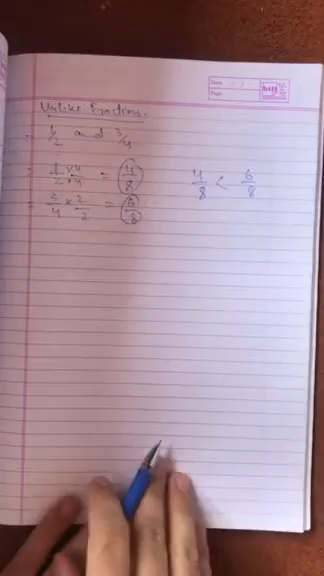 Unlike Fractions.
= 1/2 and 3/4
= 1/2 × 4/4 = 4/8 4/8 < 6/8
= 3/4 × 2/2 = 6/8